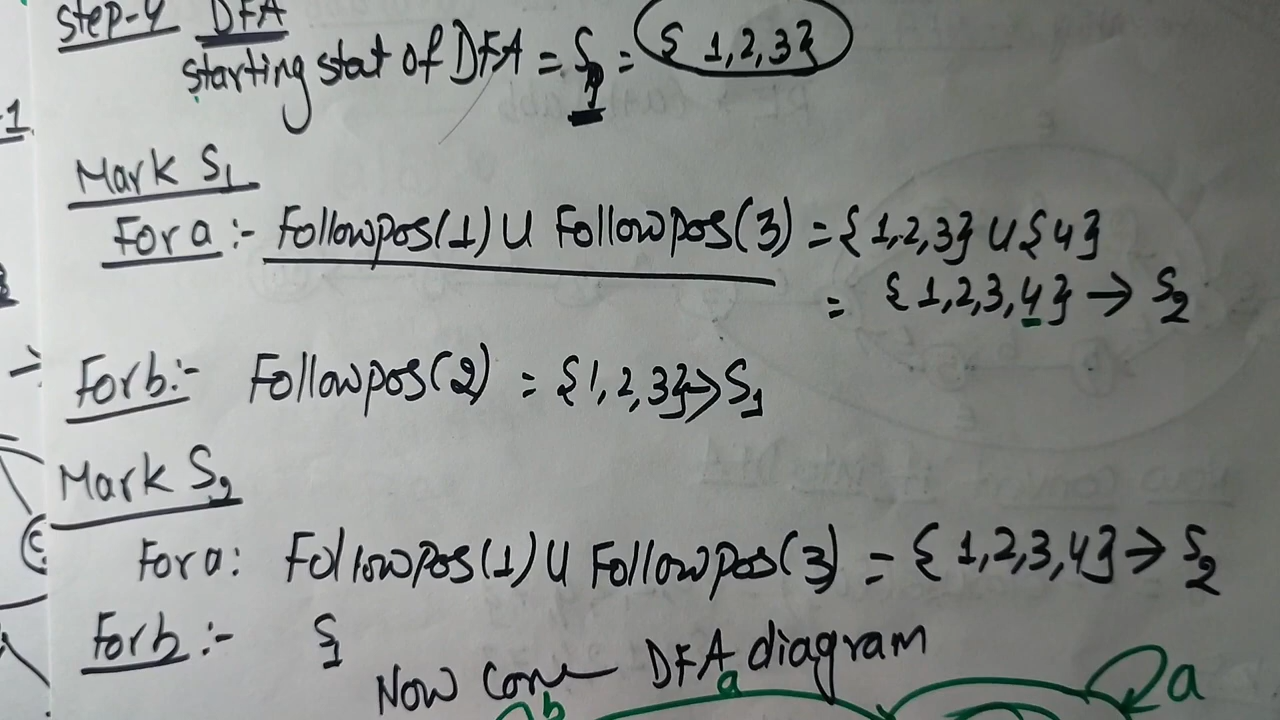 Step-4 DFA
starting stat of DFA = S1 = {1,2,3}
-1
Mark S1
For a :- Followpos(1) U Followpos(3) = {1,2,3} U {4}
= {1,2,3,4} → S2
For b:- Followpos(2) = {1,2,3} → S1
Mark S2
For a: Followpos(1) U Followpos(3) = {1,2,3,4} → S2
For b :- S1
Now DFA diagram
b a a